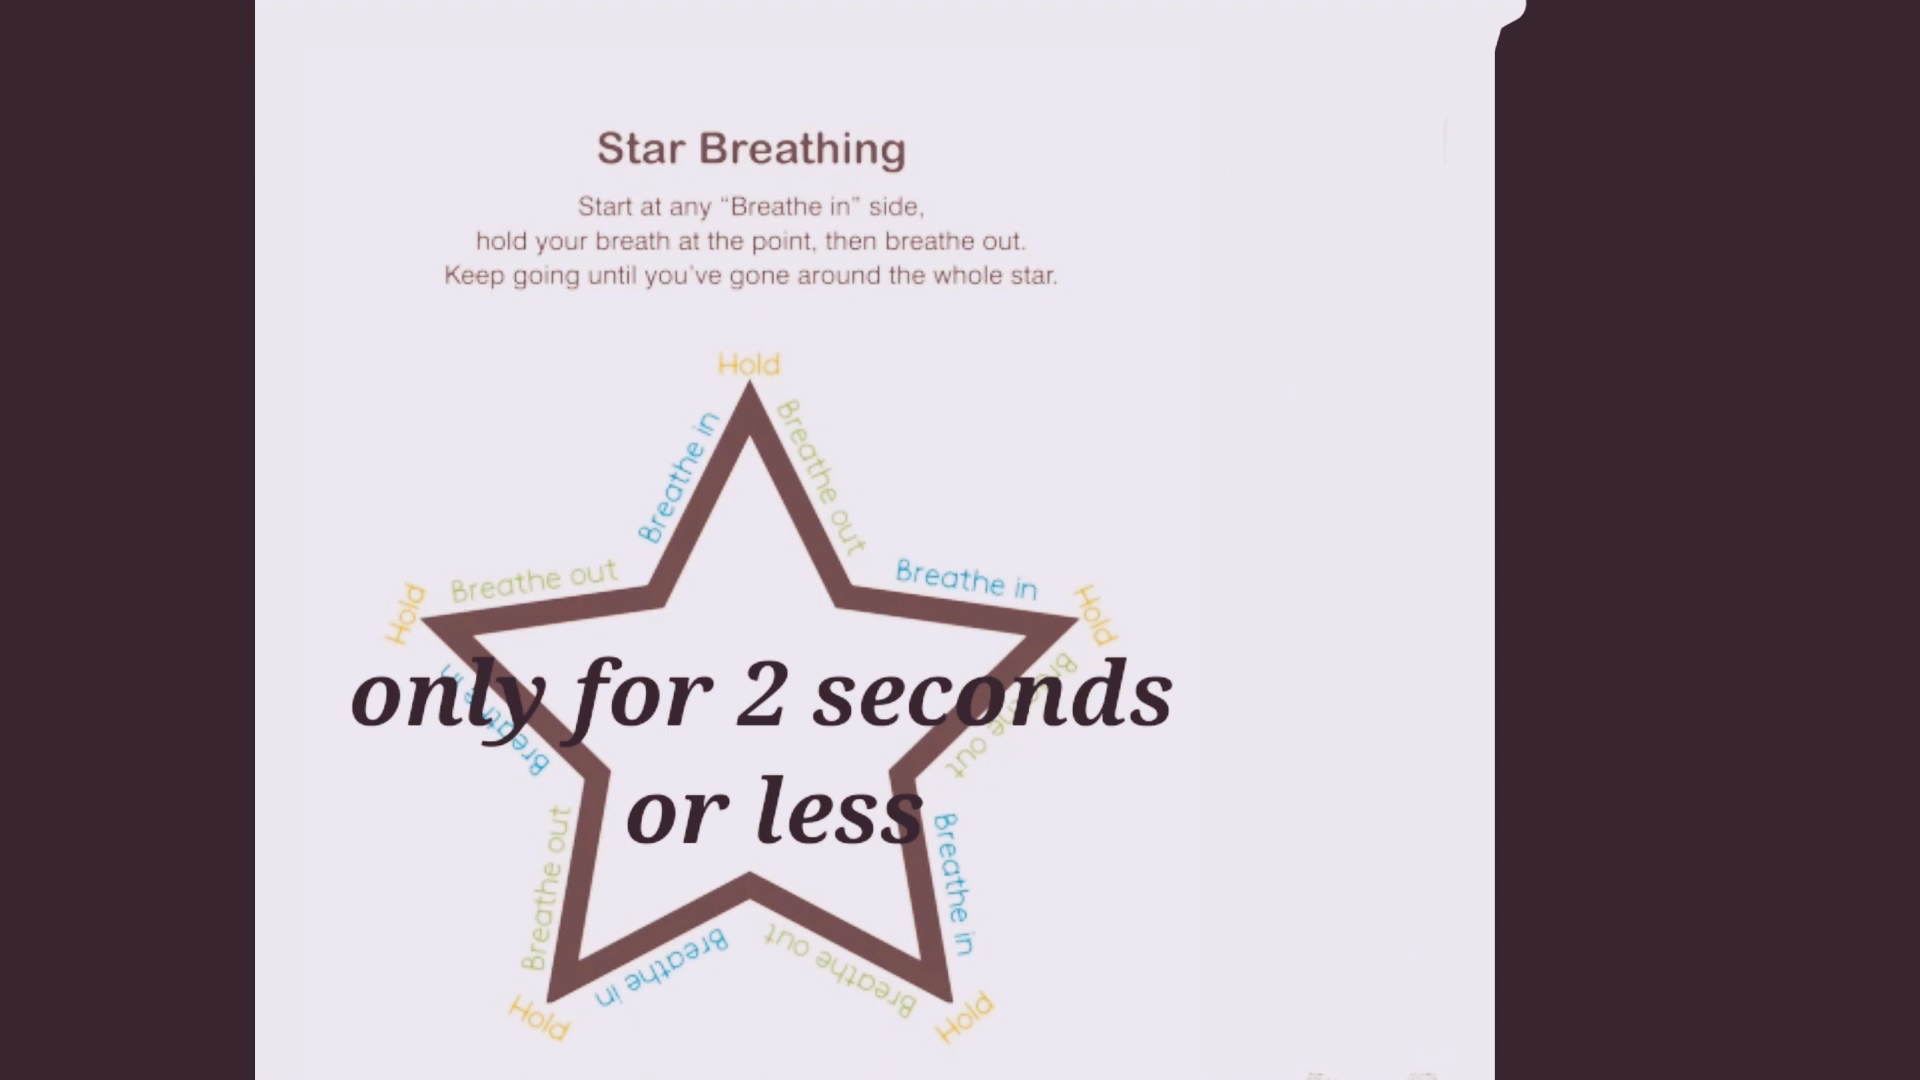 Star Breathing
Start at any “Breathe in” side,
hold your breath at the point, then breathe out.
Keep going until you’ve gone around the whole star.
Hold
Breathe in
Breathe out
Breathe out
Breathe in
Hold
Hold
Breathe in
Breathe out
only for 2 seconds
or less
Breathe out
Breathe in
Breathe in
Breathe out
Hold
Hold